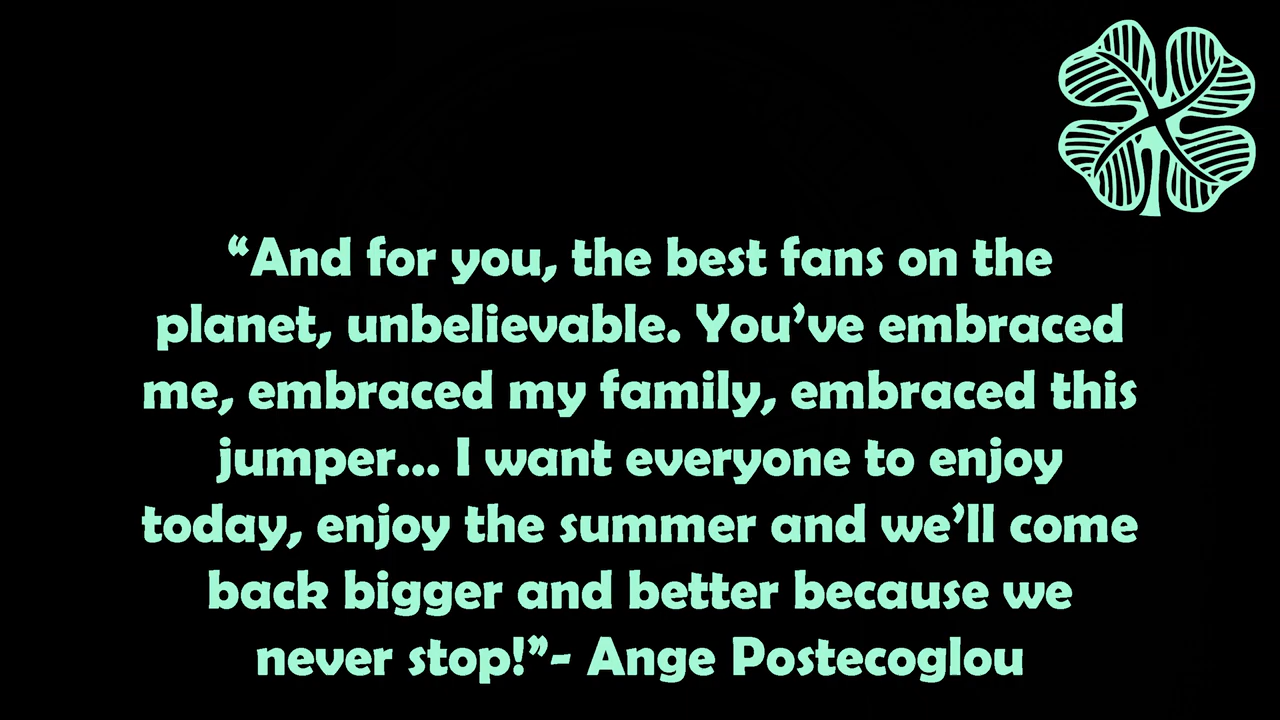 “And for you, the best fans on the
planet, unbelievable. You’ve embraced
me, embraced my family, embraced this
jumper... I want everyone to enjoy
today, enjoy the summer and we’ll come
back bigger and better because we
never stop!”- Ange Postecoglou